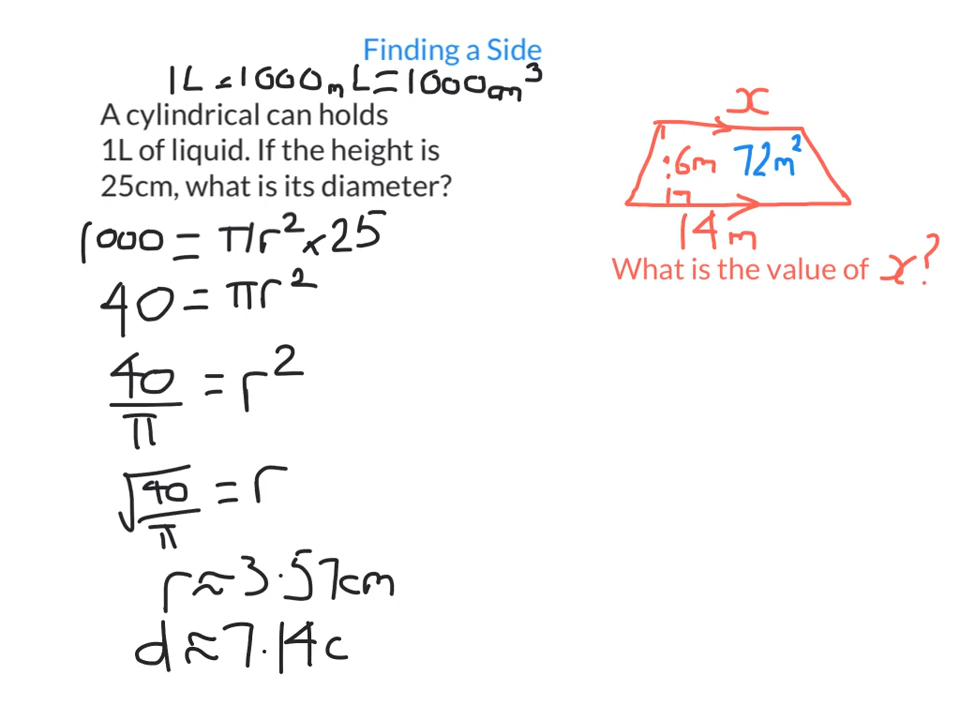 Finding a Side
1L = 1000mL = 1000cm³
A cylindrical can holds
1L of liquid. If the height is
25cm, what is its diameter?
1000 = πr² × 25
40 = πr²
40/π = r²
√40/π = r
r ≈ 3.57cm
d ≈ 7.14c
x
6m 72m²
14m
What is the value of x?